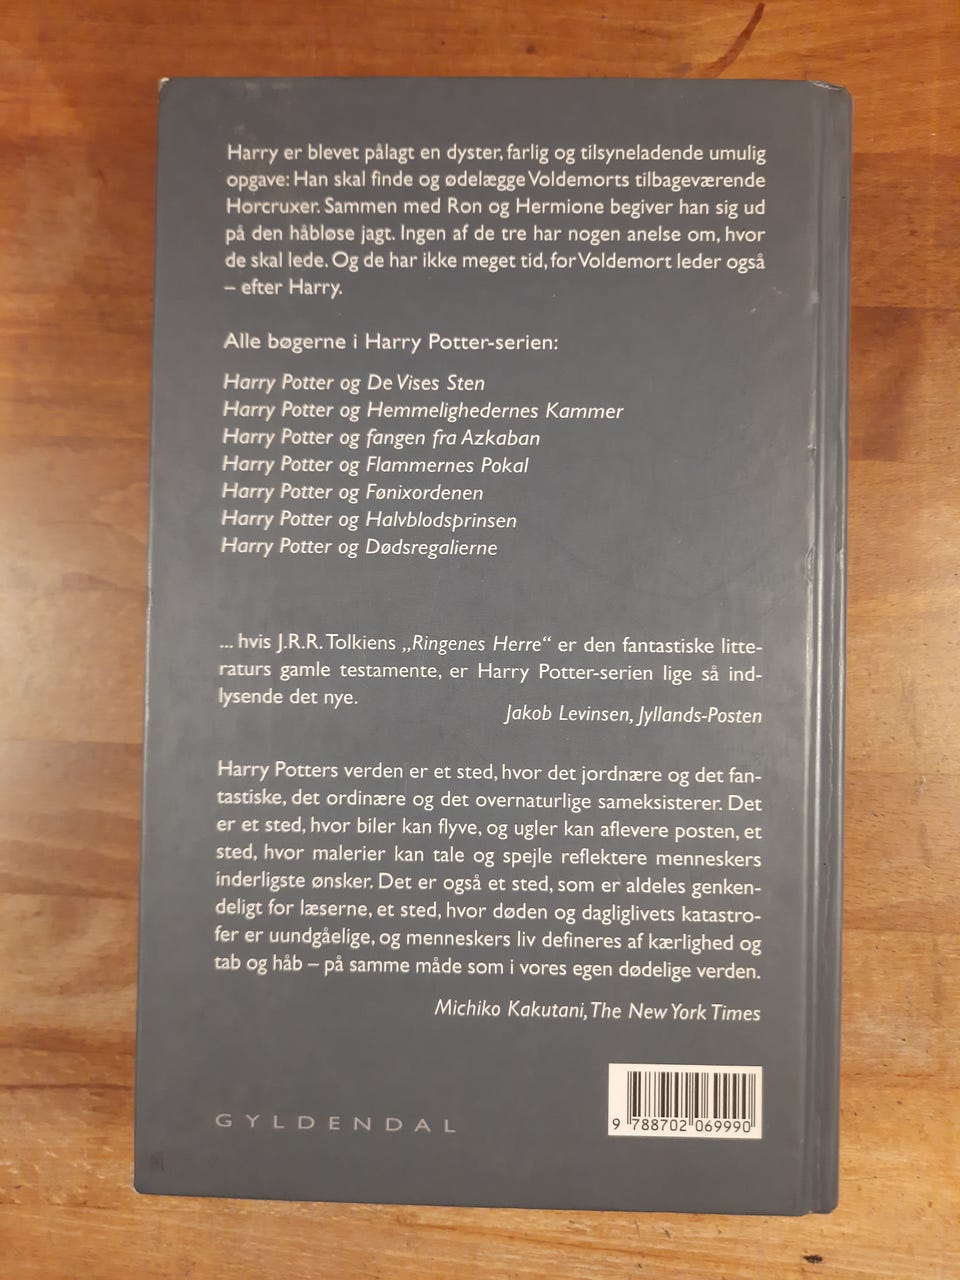 Harry er blevet pålagt en dyster, farlig og tilsyneladende umulig
opgave: Han skal finde og ødelægge Voldemorts tilbageværende
Horcruxer. Sammen med Ron og Hermione begiver han sig ud
på den håbløse jagt. Ingen af de tre har nogen anelse om, hvor
de skal lede. Og de har ikke meget tid, for Voldemort leder også
– efter Harry.
Alle bøgerne i Harry Potter-serien:
Harry Potter og De Vises Sten
Harry Potter og Hemmelighedernes Kammer
Harry Potter og fangen fra Azkaban
Harry Potter og Flammernes Pokal
Harry Potter og Fønixordenen
Harry Potter og Halvblodsprinsen
Harry Potter og Dødsregalierne
... hvis J.R.R. Tolkiens „Ringenes Herre“ er den fantastiske litte-
raturs gamle testamente, er Harry Potter-serien lige så ind-
lysende det nye.
Jakob Levinsen, Jyllands-Posten
Harry Potters verden er et sted, hvor det jordnære og det fan-
tastiske, det ordinære og det overnaturlige sameksisterer. Det
er et sted, hvor biler kan flyve, og ugler kan aflevere posten, et
sted, hvor malerier kan tale og spejle reflektere menneskers
inderligste ønsker. Det er også et sted, som er aldeles genken-
deligt for læserne, et sted, hvor døden og dagliglivets katastro-
fer er uundgåelige, og menneskers liv defineres af kærlighed og
tab og håb – på samme måde som i vores egen dødelige verden.
Michiko Kakutani, The New York Times
GYLDENDAL
9 788702 069990